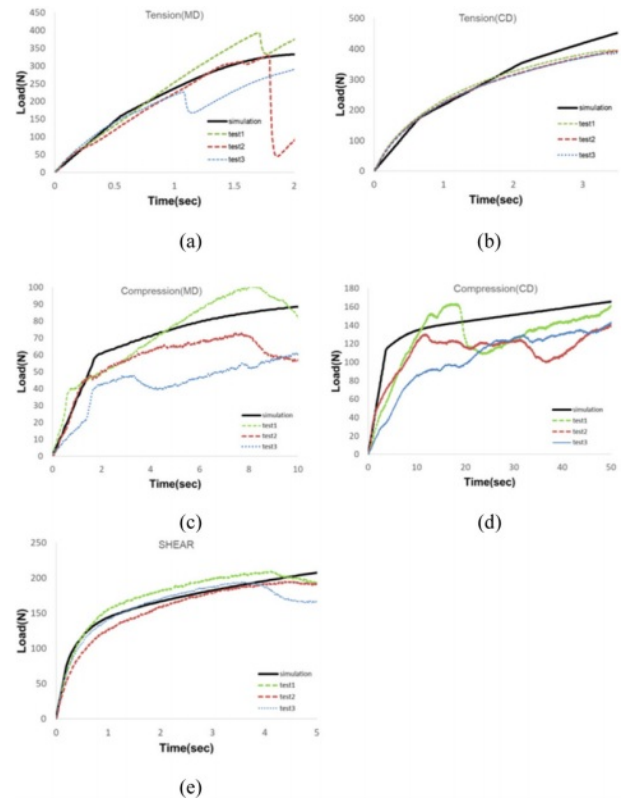 Tension(MD)
Load(N)
450
400
350
300
250
200
150
100
50
0
simulation
test1
test2
test3
0
0.5
1
1.5
2
Time(sec)
(a)
Tension(CD)
Load(N)
500
400
300
200
100
0
simulation
test1
test2
test3
0
1
2
3
Time(sec)
(b)
Compression(MD)
Load(N)
100
90
80
70
60
50
40
30
20
10
0
simulation
test1
test2
test3
0
2
4
6
8
10
Time(sec)
(c)
Compression(CD)
Load(N)
180
160
140
120
100
80
60
40
20
0
simulation
test1
test2
test3
0
10
20
30
40
50
Time(sec)
(d)
SHEAR
Load(N)
250
200
150
100
50
0
simulation
test1
test2
test3
0
1
2
3
4
5
Time(sec)
(e)